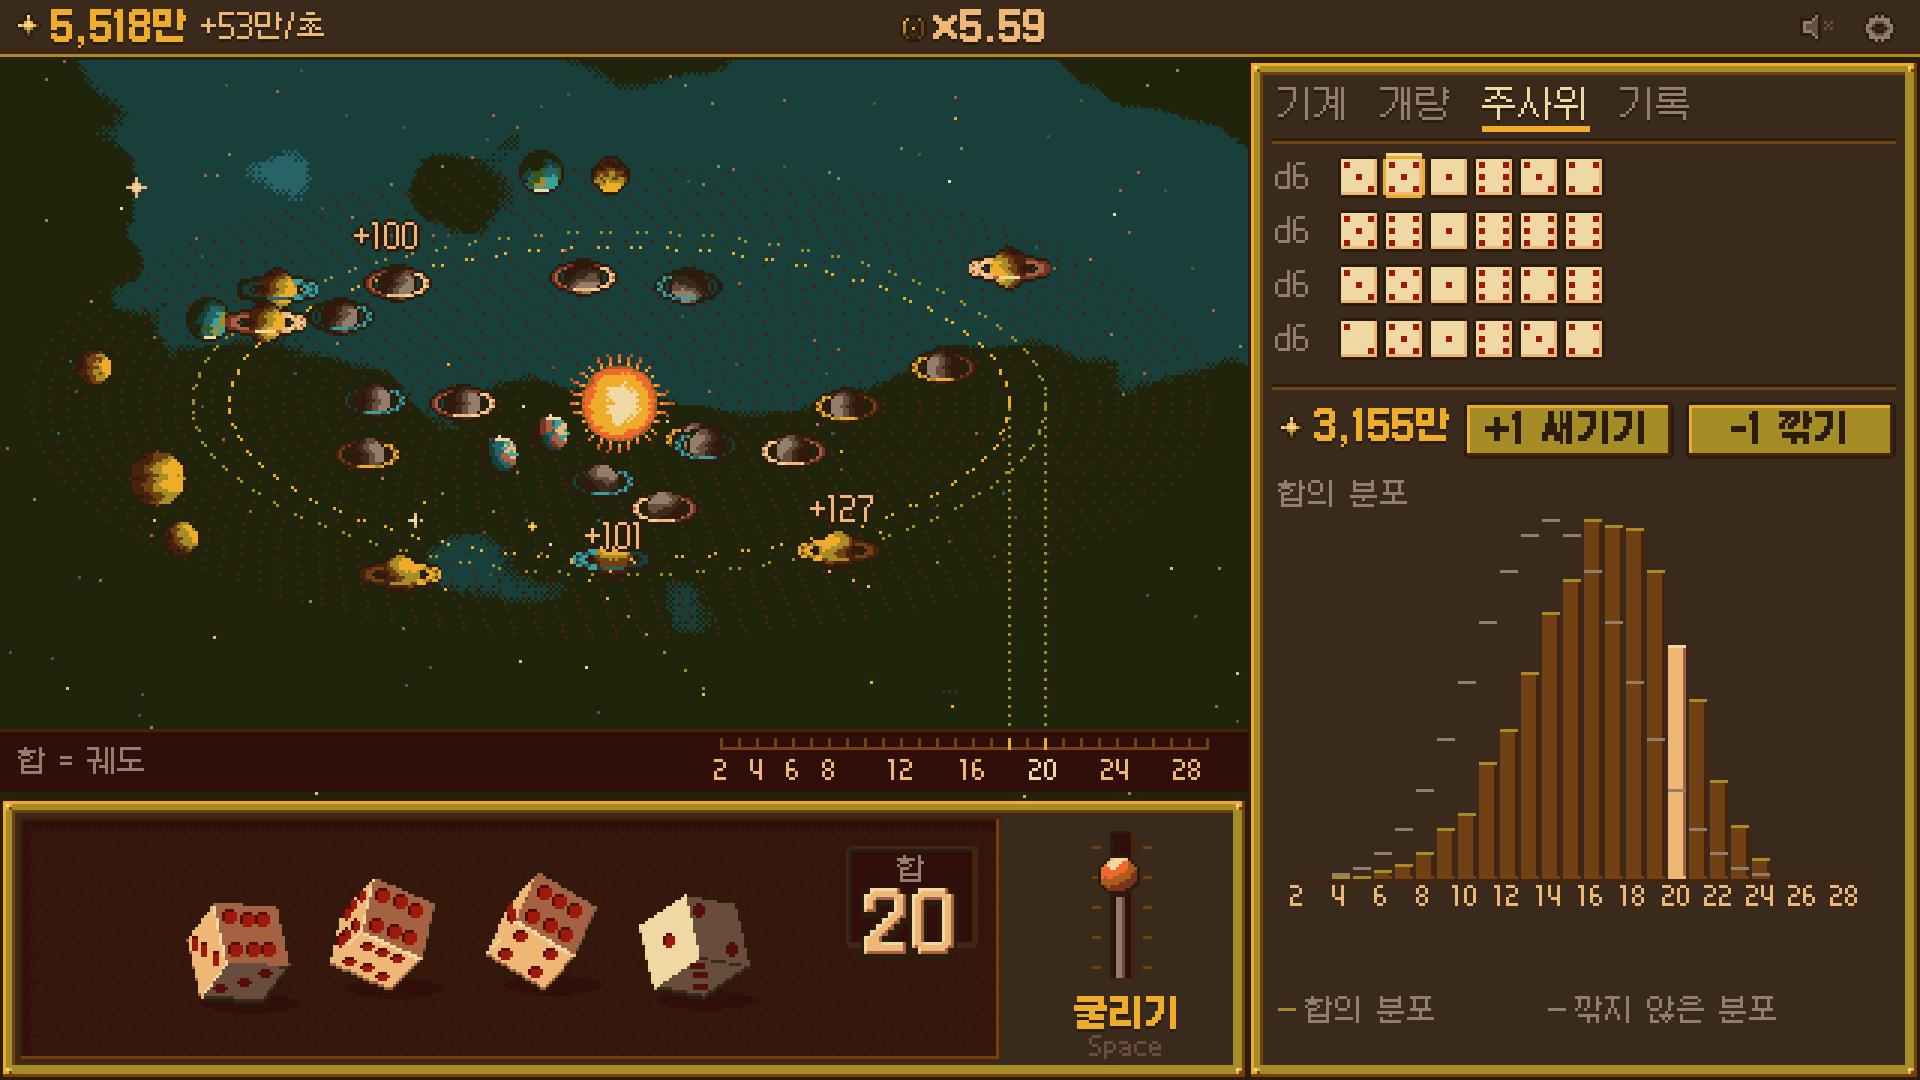 5,518만 +53만/초
x5.59
기계 개량 주사위 기록
d6
d6
d6
d6
3,155만 +1 새기기 -1 깎기
합의 분포
2 4 6 8 10 12 14 16 18 20 22 24 26 28
합의 분포 깎지 않은 분포
+100
+127
+101
합 = 궤도
2 4 6 8 12 16 20 24 28
합
20
굴리기
Space